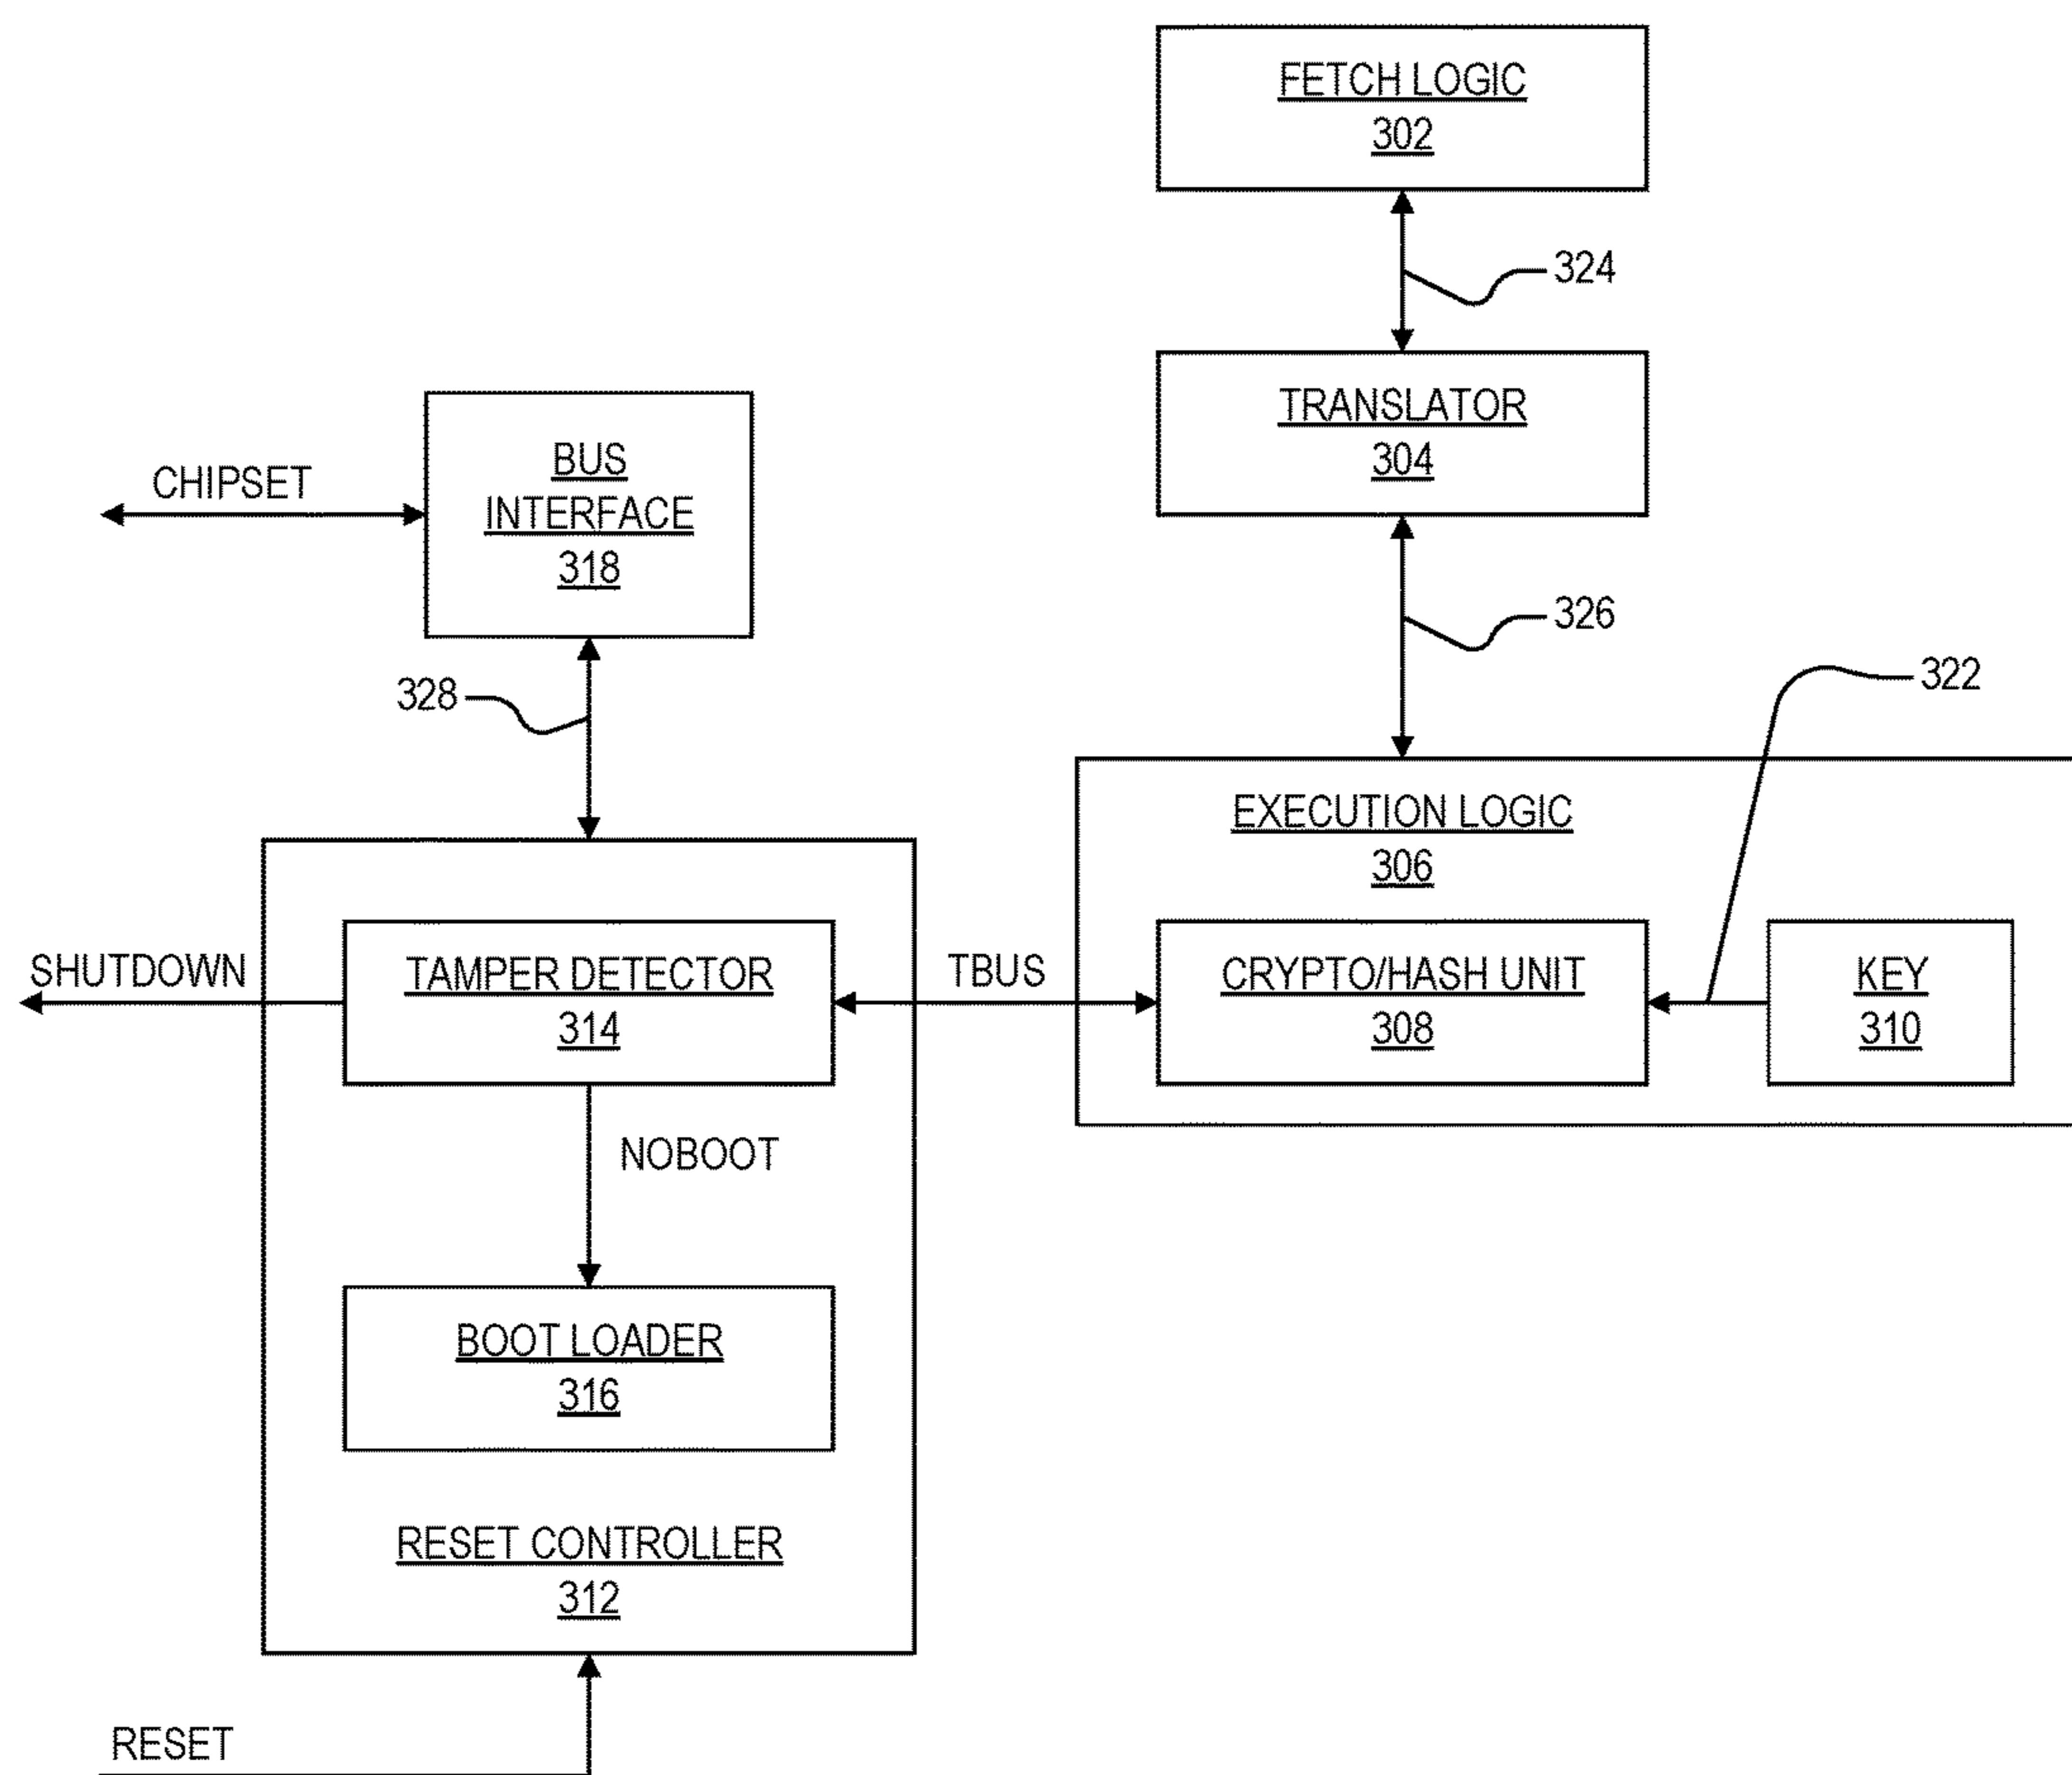 FETCH LOGIC
302
324
TRANSLATOR
304
BUS
INTERFACE
318
CHIPSET
326
328
322
EXECUTION LOGIC
306
SHUTDOWN
TAMPER DETECTOR
314
TBUS
CRYPTO/HASH UNIT
308
KEY
310
NOBOOT
BOOT LOADER
316
RESET CONTROLLER
312
RESET